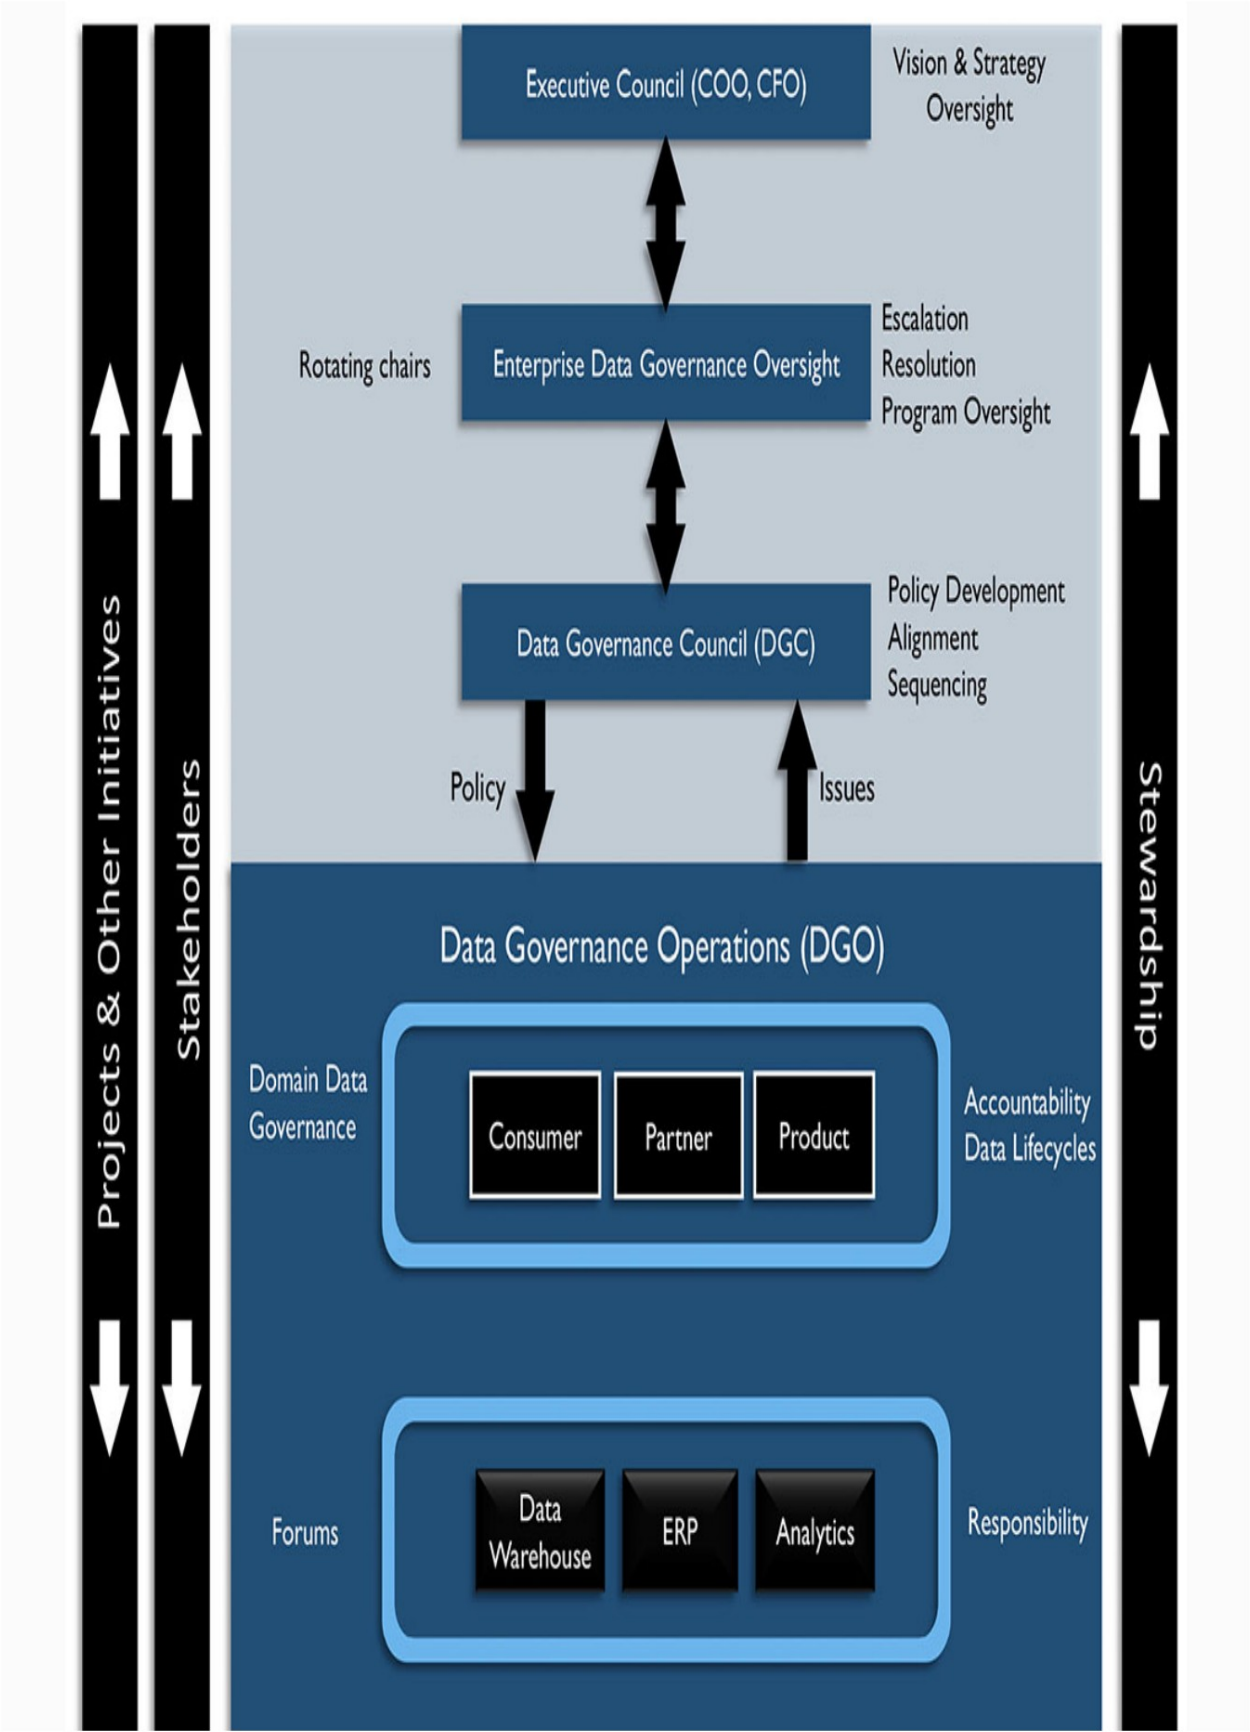 Executive Council (COO, CFO)
Vision & Strategy
Oversight
Rotating chairs
Enterprise Data Governance Oversight
Escalation
Resolution
Program Oversight
Data Governance Council (DGC)
Policy Development
Alignment
Sequencing
Policy
Issues
Data Governance Operations (DGO)
Domain Data
Governance
Consumer
Partner
Product
Accountability
Data Lifecycles
Forums
Data
Warehouse
ERP
Analytics
Responsibility
Projects & Other Initiatives
Stakeholders
Stewardship